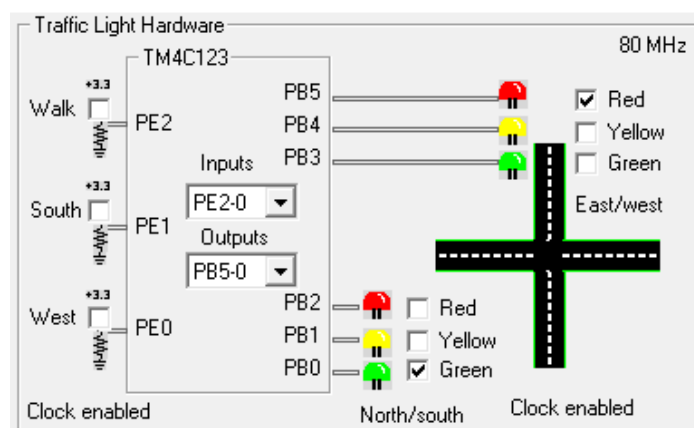 Traffic Light Hardware
80 MHz
TM4C123
+3.3
Walk
PE2
PB5
Red
PB4
Yellow
PB3
Green
Inputs
PE2-0
East/west
+3.3
South
PE1
Outputs
PB5-0
+3.3
West
PE0
PB2
Red
PB1
Yellow
PB0
Green
Clock enabled
North/south
Clock enabled